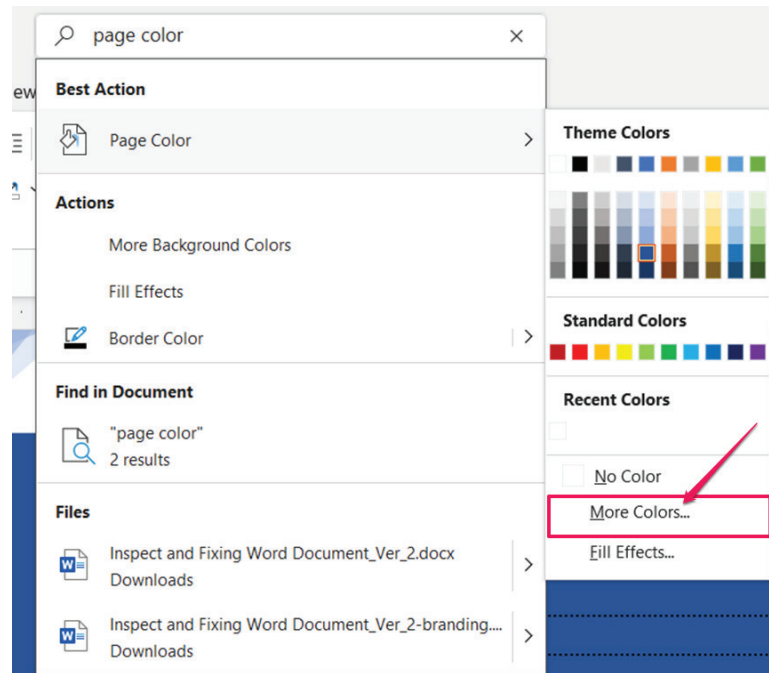 page color
ew
Best Action
Page Color
Actions
More Background Colors
Fill Effects
Border Color
Find in Document
"page color"
2 results
Files
Inspect and Fixing Word Document_Ver_2.docx
Downloads
Inspect and Fixing Word Document_Ver_2-branding....
Downloads
Theme Colors
Standard Colors
Recent Colors
No Color
More Colors...
Fill Effects...